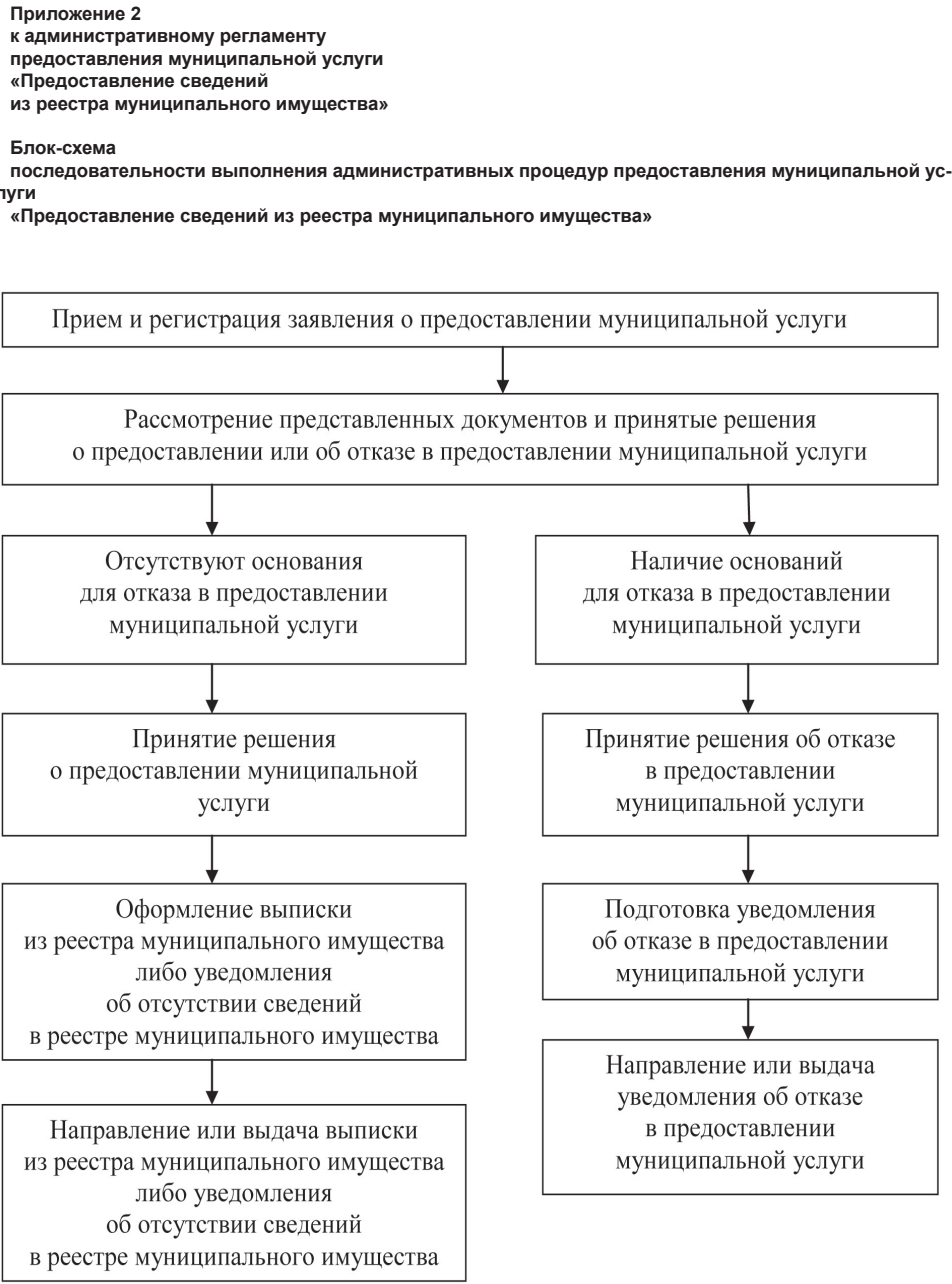 Приложение 2
к административному регламенту
предоставления муниципальной услуги
«Предоставление сведений
из реестра муниципального имущества»
Блок-схема
последовательности выполнения административных процедур предоставления муниципальной ус-
луги
«Предоставление сведений из реестра муниципального имущества»
Прием и регистрация заявления о предоставлении муниципальной услуги
Рассмотрение представленных документов и принятые решения
о предоставлении или об отказе в предоставлении муниципальной услуги
Отсутствуют основания
для отказа в предоставлении
муниципальной услуги
Принятие решения
о предоставлении муниципальной
услуги
Оформление выписки
из реестра муниципального имущества
либо уведомления
об отсутствии сведений
в реестре муниципального имущества
Направление или выдача выписки
из реестра муниципального имущества
либо уведомления
об отсутствии сведений
в реестре муниципального имущества
Наличие оснований
для отказа в предоставлении
муниципальной услуги
Принятие решения об отказе
в предоставлении
муниципальной услуги
Подготовка уведомления
об отказе в предоставлении
муниципальной услуги
Направление или выдача
уведомления об отказе
в предоставлении
муниципальной услуги